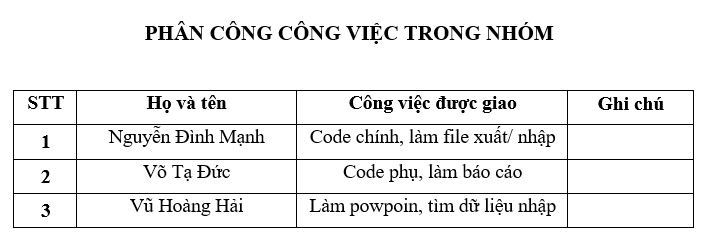 PHÂN CÔNG CÔNG VIỆC TRONG NHÓM
STT Họ và tên Công việc được giao Ghi chú
1 Nguyễn Đình Mạnh Code chính, làm file xuất/ nhập
2 Võ Tạ Đức Code phụ, làm báo cáo
3 Vũ Hoàng Hải Làm powpoin, tìm dữ liệu nhập